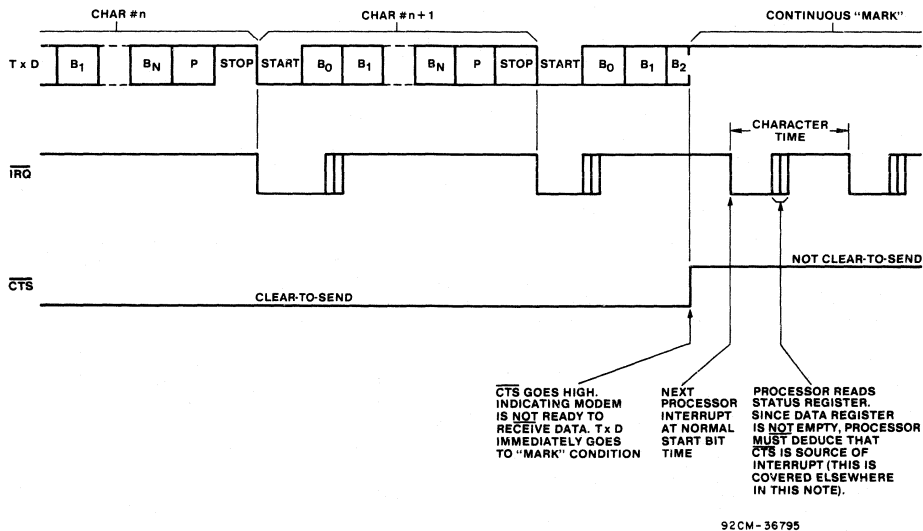 CHAR #n
CHAR #n+1
CONTINUOUS "MARK"
TxD
B1
BN
P
STOP
START
B0
B1
BN
P
STOP
START
B0
B1
B2
CHARACTER
TIME
IRQ
NOT CLEAR-TO-SEND
CTS
CLEAR-TO-SEND
CTS GOES HIGH.
INDICATING MODEM
IS NOT READY TO
RECEIVE DATA. TxD
IMMEDIATELY GOES
TO "MARK" CONDITION
NEXT
PROCESSOR
INTERRUPT
AT NORMAL
START BIT
TIME
PROCESSOR READS
STATUS REGISTER.
SINCE DATA REGISTER
IS NOT EMPTY, PROCESSOR
MUST DEDUCE THAT
CTS IS SOURCE OF
INTERRUPT (THIS IS
COVERED ELSEWHERE
IN THIS NOTE).
92CM-36795